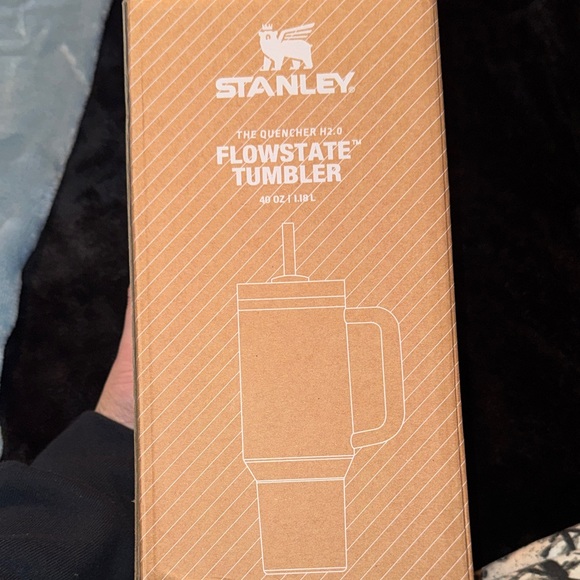 STANLEY®
THE QUENCHER H2.0
FLOWSTATE™
TUMBLER
40 OZ | 1.18 L